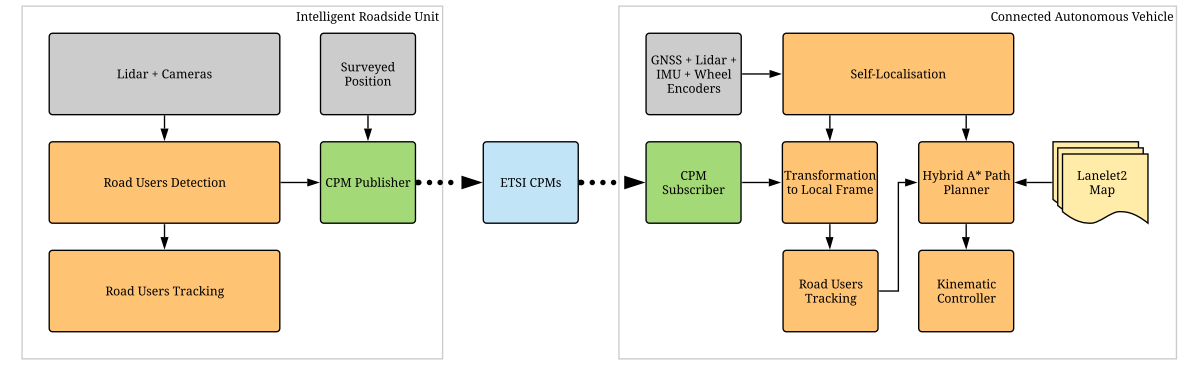 Intelligent Roadside Unit
Lidar + Cameras
Surveyed
Position
Road Users Detection
CPM Publisher
Road Users Tracking
ETSI CPMs
Connected Autonomous Vehicle
GNSS + Lidar +
IMU + Wheel
Encoders
Self-Localisation
CPM
Subscriber
Transformation
to Local Frame
Hybrid A* Path
Planner
Lanelet2
Map
Road Users
Tracking
Kinematic
Controller